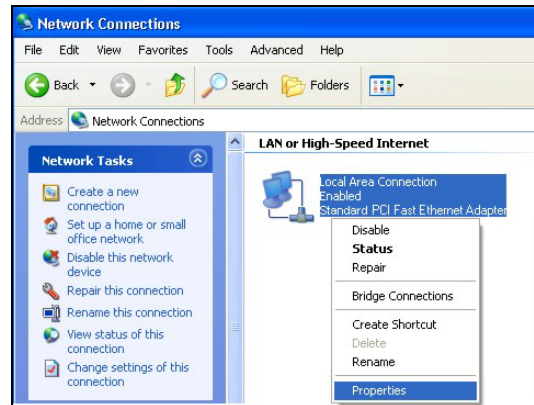 Network Connections
File Edit View Favorites Tools Advanced Help
Back Search Folders
Address Network Connections
Network Tasks
Create a new
connection
Set up a home or small
office network
Disable this network
device
Repair this connection
Rename this connection
View status of this
connection
Change settings of this
connection
LAN or High-Speed Internet
Local Area Connection
Enabled
Standard PCI Fast Ethernet Adapter
Disable
Status
Repair
Bridge Connections
Create Shortcut
Delete
Rename
Properties